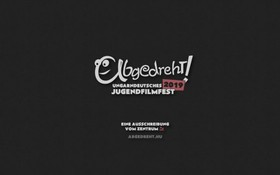 Abgedreht!
UNGARNDEUTSCHES 2019
JUGENDFILMFEST
EINE AUSSCHREIBUNG
VOM ZENTRUM
ABGEDREHT.HU